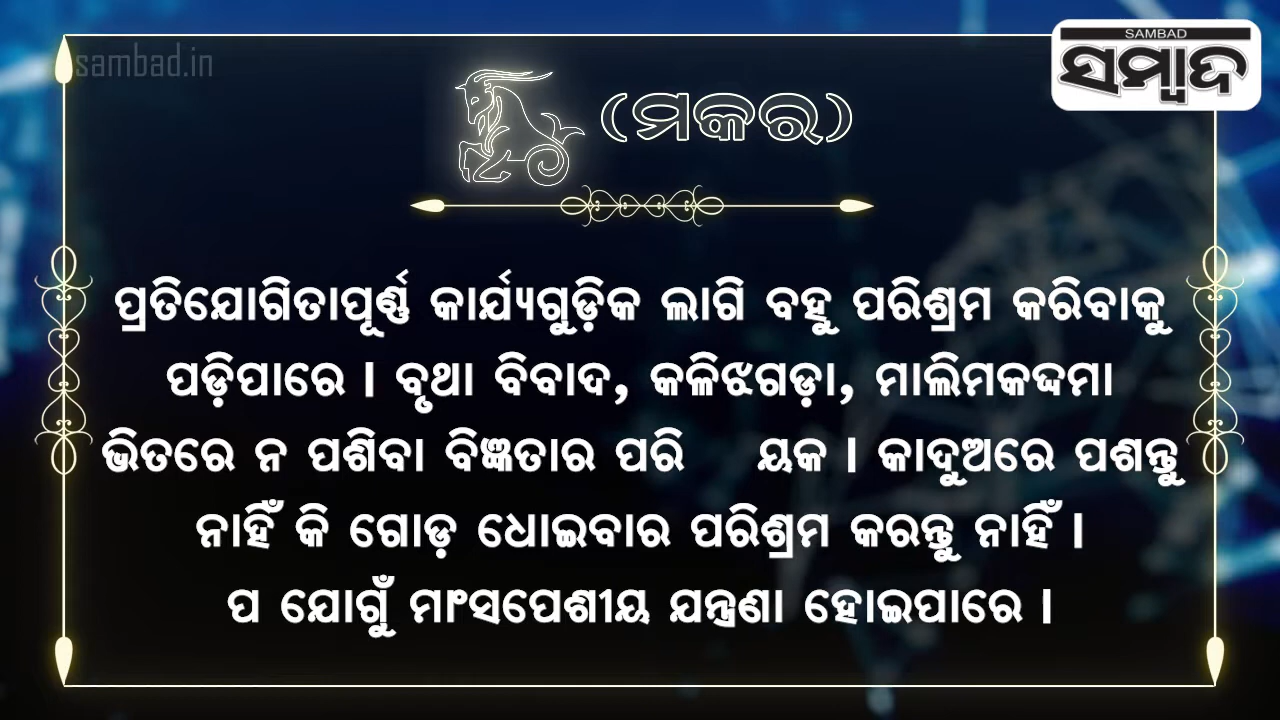 sambad.in
SAMBAD
ସମ୍ବାଦ
(ମକର)
ପ୍ରତିଯୋଗିତାପୂର୍ଣ୍ଣ କାର୍ଯ୍ୟଗୁଡ଼ିକ ଲାଗି ବହୁ ପରିଶ୍ରମ କରିବାକୁ
ପଡ଼ିପାରେ । ବୃଥା ବିବାଦ, କଳିଝଗଡ଼ା, ମାଲିମକଦ୍ଦମା
ଭିତରେ ନ ପଶିବା ବିଜ୍ଞତାର ପରି ୟକ । କାଦୁଅରେ ପଶନ୍ତୁ
ନାହିଁ କି ଗୋଡ଼ ଧୋଇବାର ପରିଶ୍ରମ କରନ୍ତୁ ନାହିଁ ।
ପ ଯୋଗୁଁ ମାଂସପେଶୀୟ ଯନ୍ତ୍ରଣା ହୋଇପାରେ ।